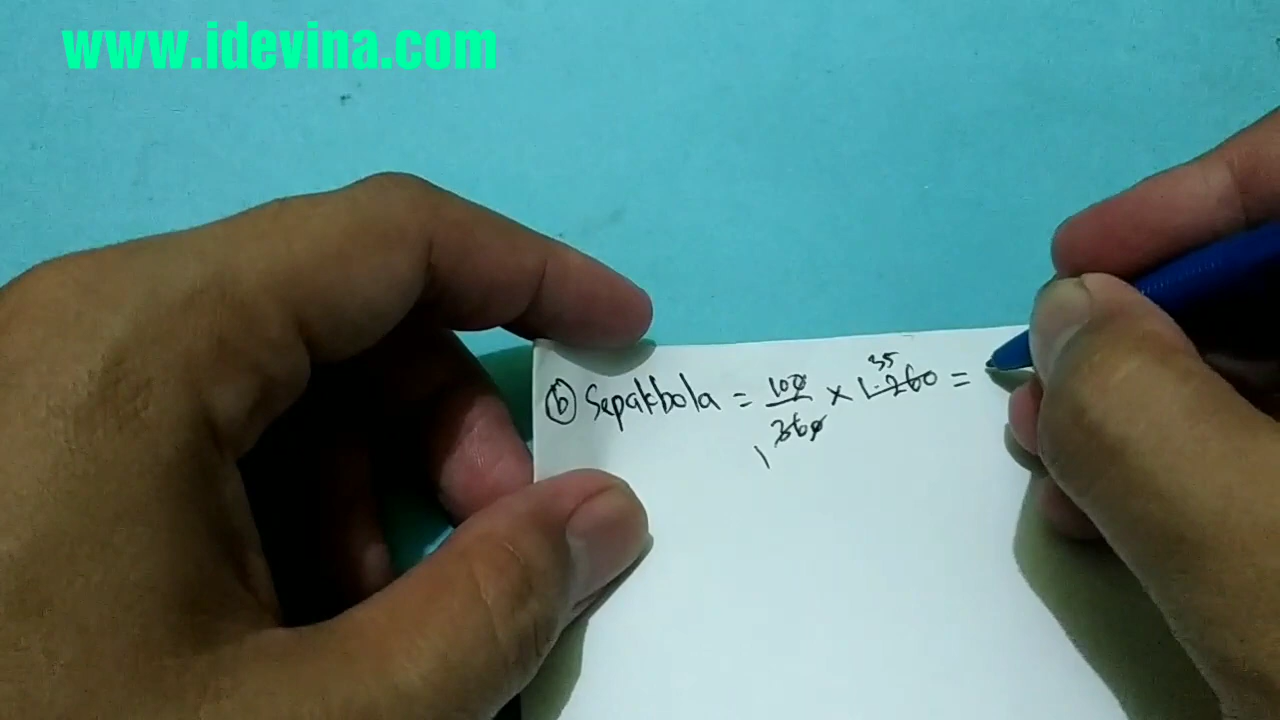 www.idevina.com
35
(b) Sepakbola = 100/360 × 1.260 =
1